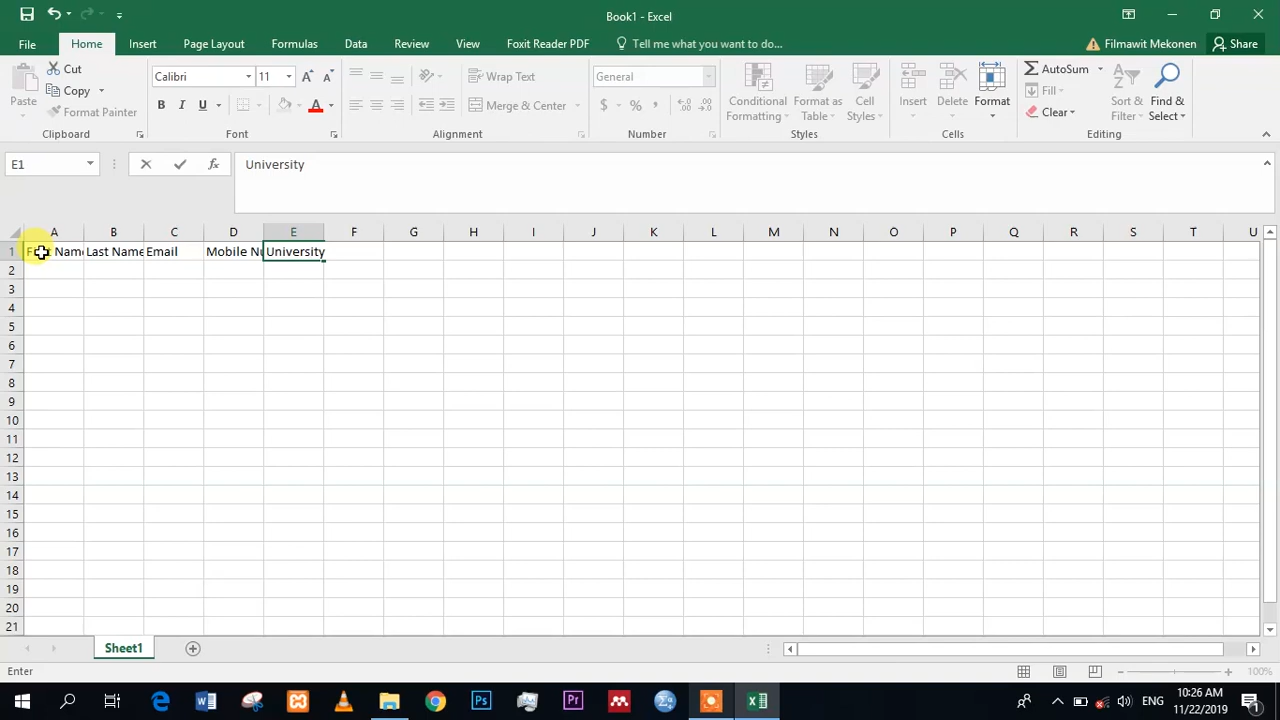 Book1 - Excel
File Home Insert Page Layout Formulas Data Review View Foxit Reader PDF Tell me what you want to do... Filmawit Mekonen Share
Paste Cut Copy Format Painter Clipboard
Calibri 11 B I U A Font
Wrap Text Merge & Center Alignment
General $ % , Number
Conditional Formatting Formats Table Cell Styles Styles
Insert Delete Format Cells
AutoSum Fill Clear Sort & Filter Find & Select Editing
E1 fx University
A B C D E F G H I J K L M N O P Q R S T U
1 Last Name Email Mobile University
2
3
4
5
6
7
8
9
10
11
12
13
14
15
16
17
18
19
20
21
Sheet1
Enter 100%
ENG 10:26 AM
11/22/2019